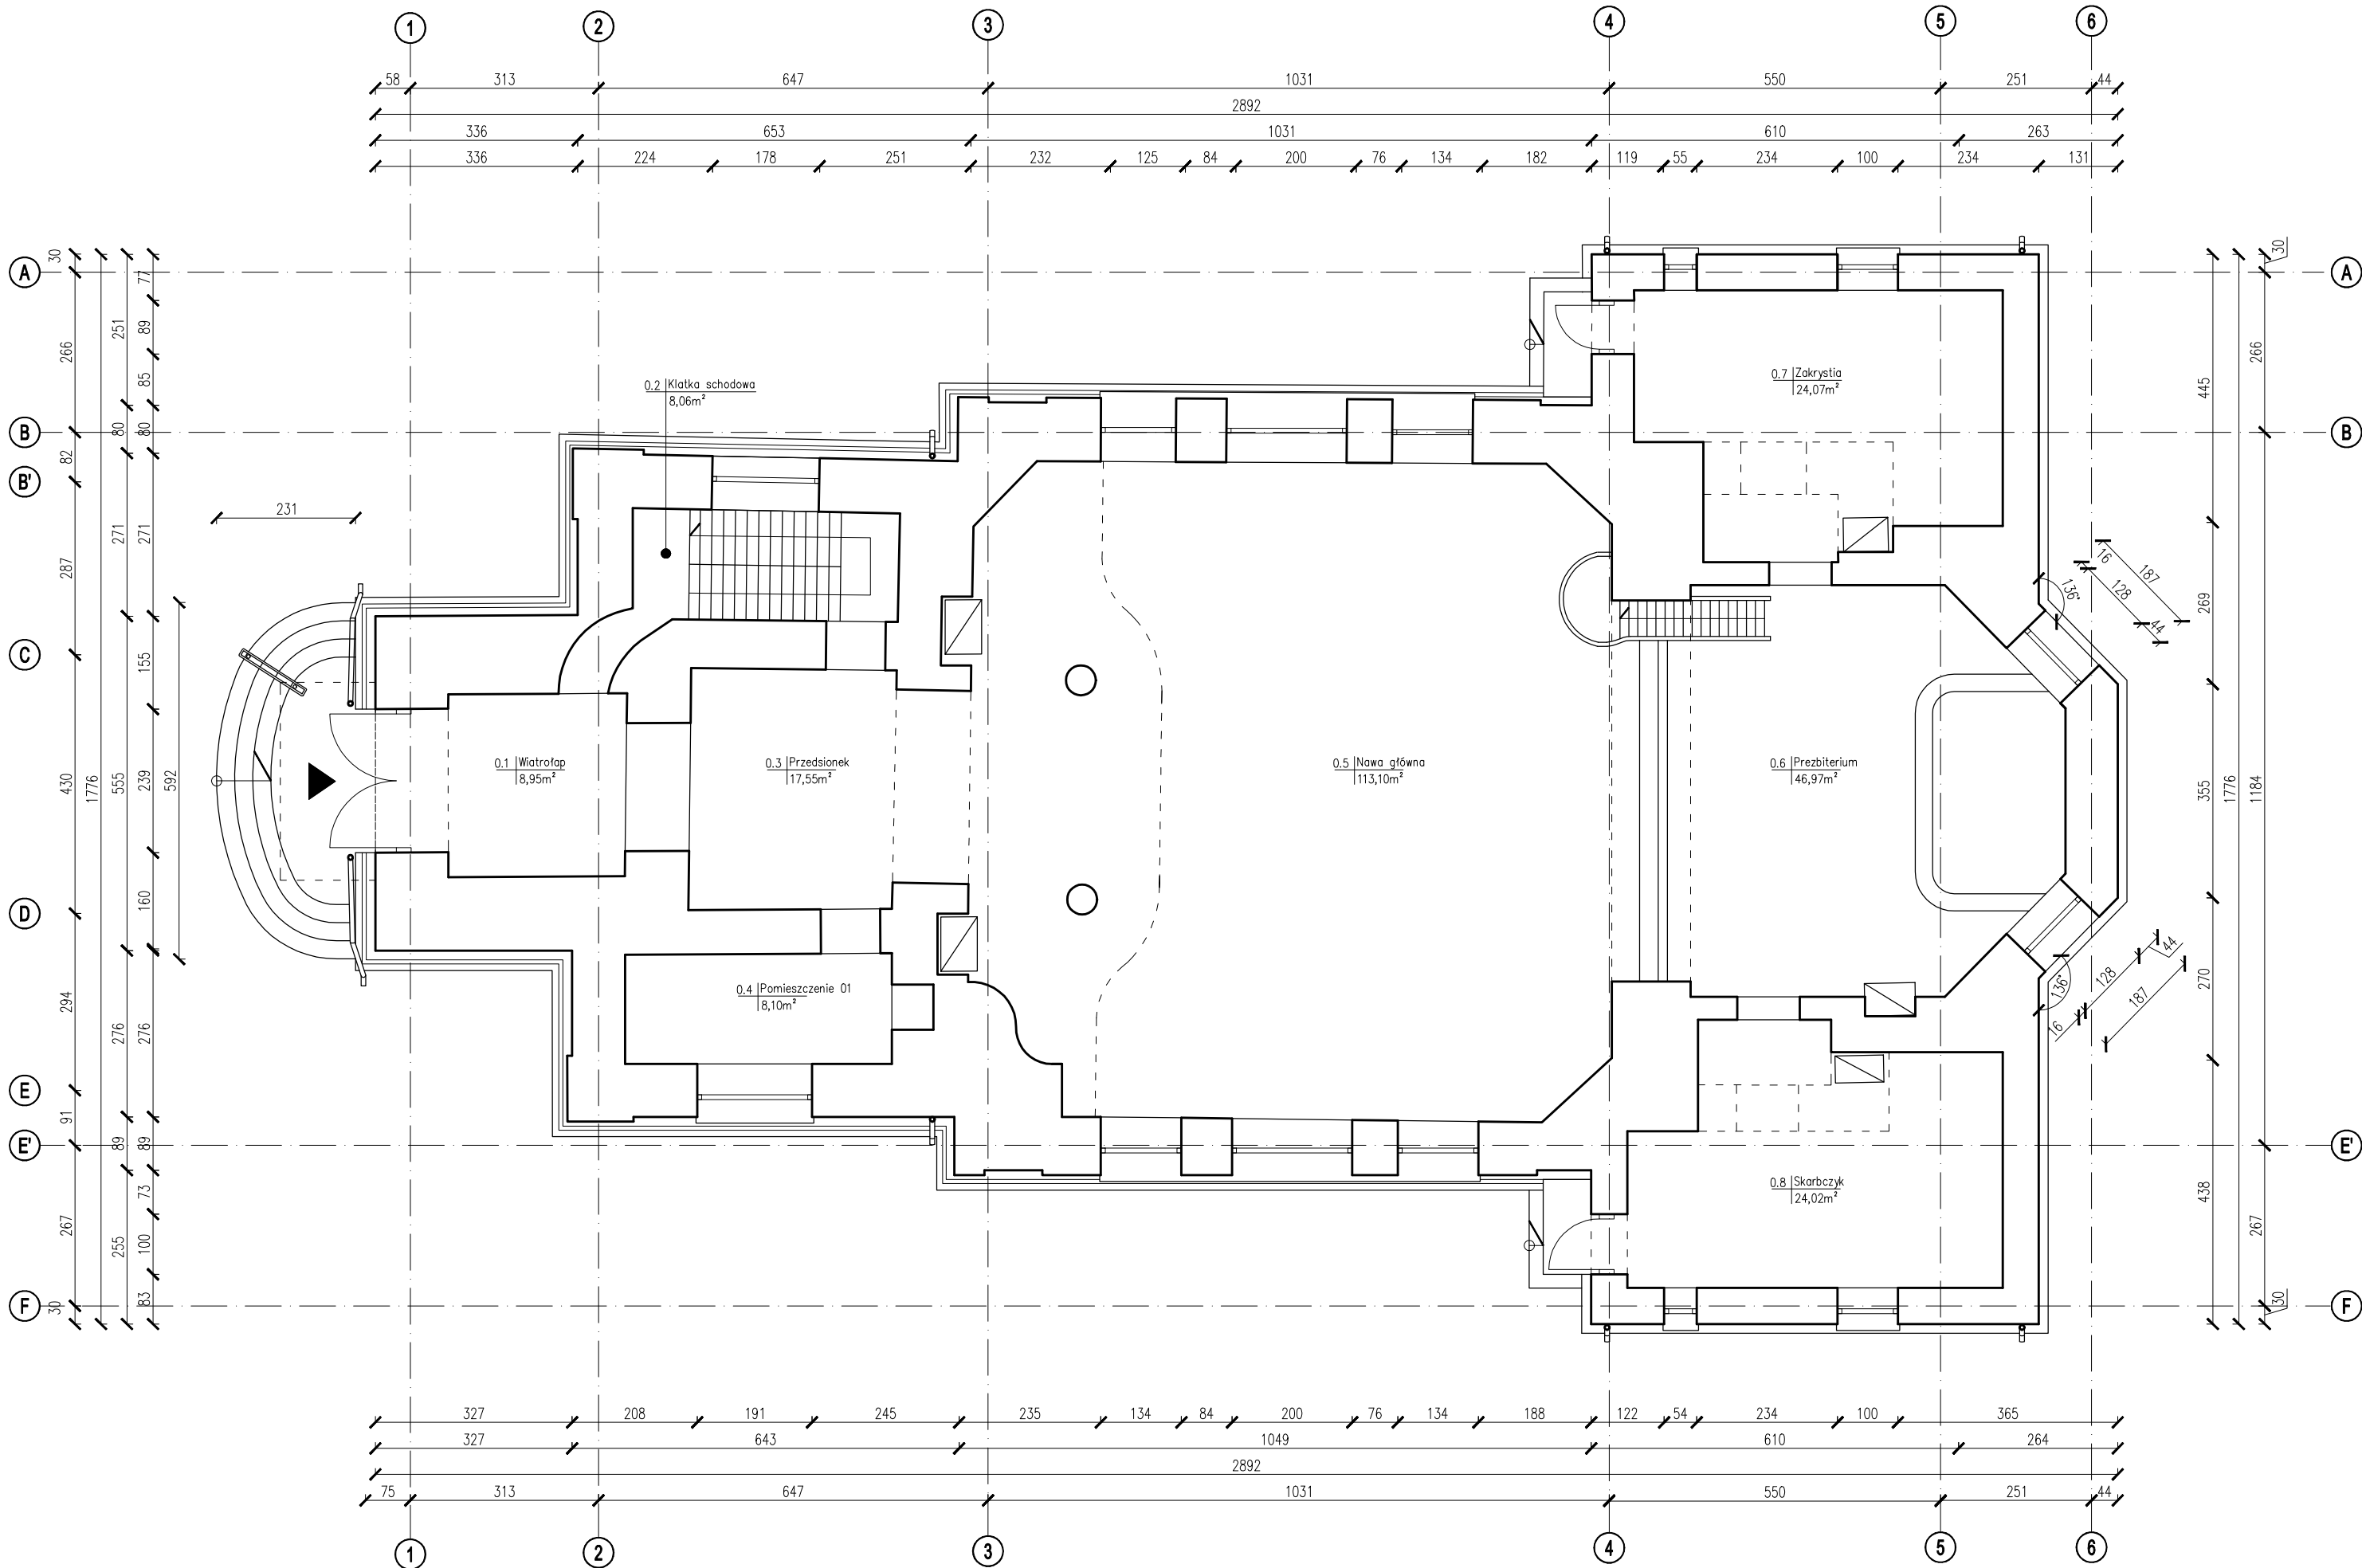 1 2 3 4 5 6
58 313 647 1031 550 251 44
2892
336 653 1031 610 263
336 224 178 251 232 125 84 200 76 134 182 119 55 234 100 234 131
A A
B B
B'
C
D
E
E' E'
F F
30 266 82 287 430 294 91 267 30
1776
251 80 271 555 276 89 255
77 89 85 80 271 155 239 160 276 89 73 100 83
592
231
0.2 Klatka schodowa
8,06m²
0.7 Zakrystia
24,07m²
0.1 Wiatrołap
8,95m²
0.3 Przedsionek
17,55m²
0.5 Nawa główna
113,10m²
0.6 Prezbiterium
46,97m²
0.4 Pomieszczenie 01
8,10m²
0.8 Skarbczyk
24,02m²
136°
16 128 44
187
136°
16 128 44
187
445 269 355 270 438
1776
30 266 1184 267 30
327 208 191 245 235 134 84 200 76 134 188 122 54 234 100 365
327 643 1049 610 264
2892
75 313 647 1031 550 251 44
1 2 3 4 5 6